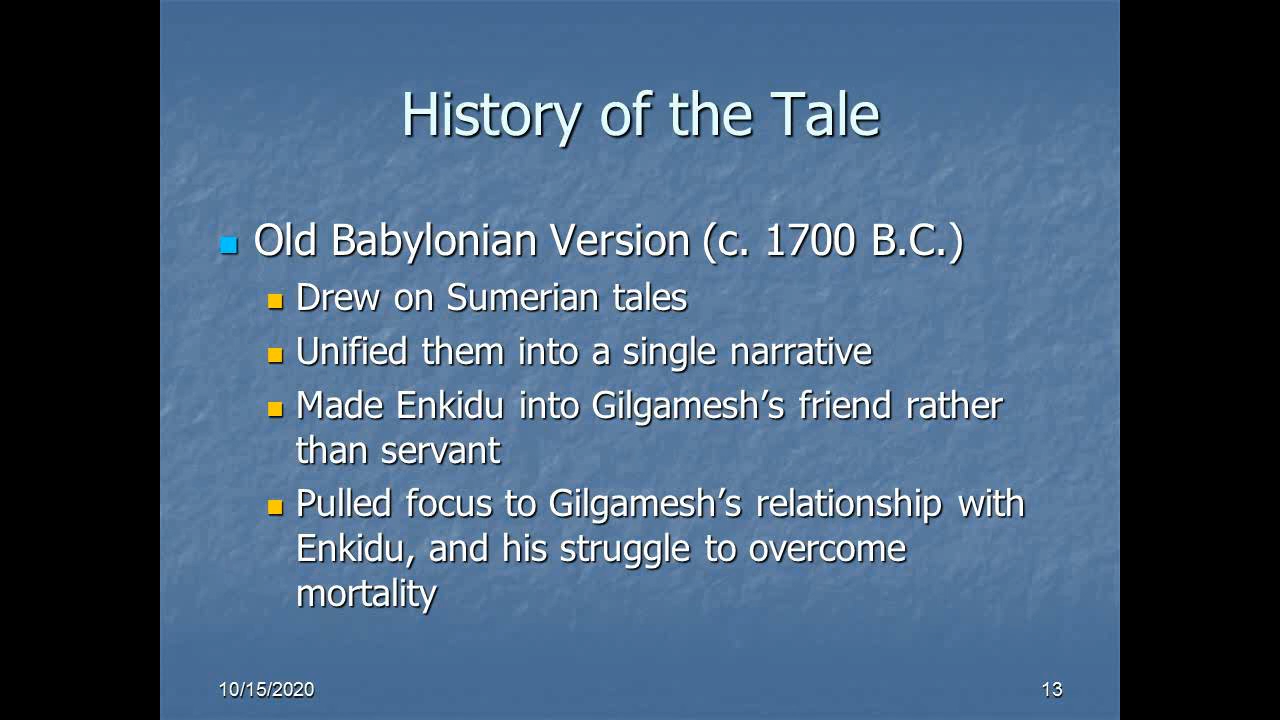 History of the Tale
Old Babylonian Version (c. 1700 B.C.)
Drew on Sumerian tales
Unified them into a single narrative
Made Enkidu into Gilgamesh’s friend rather
than servant
Pulled focus to Gilgamesh’s relationship with
Enkidu, and his struggle to overcome
mortality
10/15/2020
13